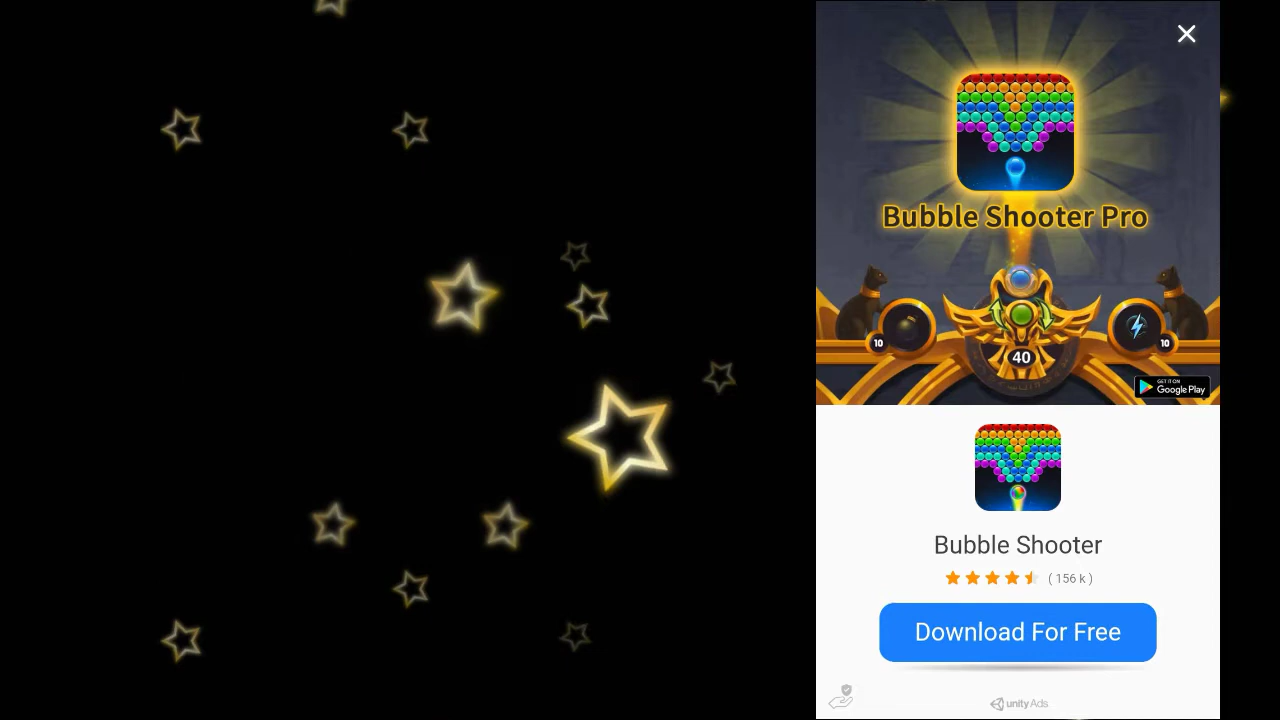 Bubble Shooter Pro
10
40
10
GET IT ON
Google Play
Bubble Shooter
( 156 k )
Download For Free
unity Ads